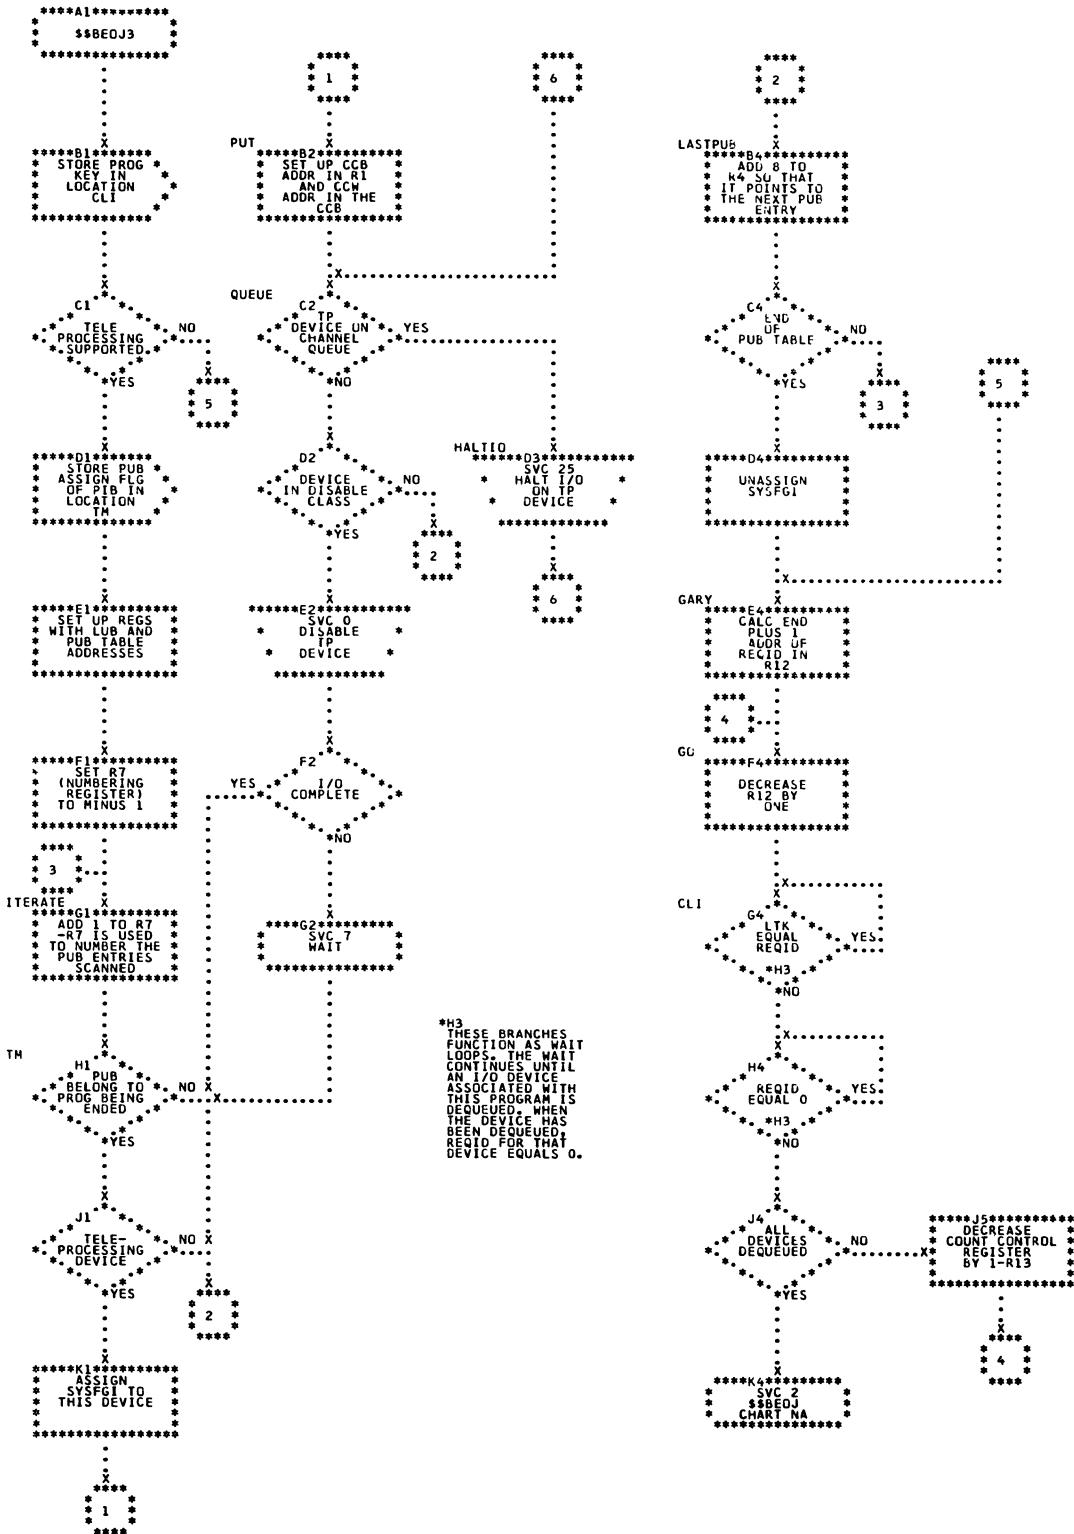 A1
$$BEOJ3
B1
STORE PROG
KEY IN
LOCATION
CLI
C1
TELE
PROCESSING
SUPPORTED
NO
YES
5
D1
STORE PUB
ASSIGN FLG
OF PIB IN
LOCATION
TM
E1
SET UP REGS
WITH LUB AND
PUB TABLE
ADDRESSES
F1
SET R7
(NUMBERING
REGISTER)
TO MINUS 1
3
ITERATE
G1
ADD 1 TO R7
-R7 IS USED
TO NUMBER THE
PUB ENTRIES
SCANNED
TM
H1
PUB
BELONG TO
PROG BEING
ENDED
NO
YES
J1
TELE-
PROCESSING
DEVICE
NO
YES
2
K1
ASSIGN
SYSFGI TO
THIS DEVICE
1
1
PUT
B2
SET UP CCB
ADDR IN R1
AND CCW
ADDR IN THE
CCB
QUEUE
C2
TP
DEVICE ON
CHANNEL
QUEUE
YES
NO
D2
DEVICE
IN DISABLE
CLASS
NO
YES
2
E2
SVC 0
DISABLE
TP
DEVICE
F2
I/O
COMPLETE
YES
NO
G2
SVC 7
WAIT
6
HALTIO
D3
SVC 25
HALT I/O
ON TP
DEVICE
6
*H3
THESE BRANCHES
FUNCTION AS WAIT
LOOPS. THE WAIT
CONTINUES UNTIL
AN I/O DEVICE
ASSOCIATED WITH
THIS PROGRAM IS
DEQUEUED. WHEN
THE DEVICE HAS
BEEN DEQUEUED,
REQID FOR THAT
DEVICE EQUALS 0.
2
LASTPUB
B4
ADD 8 TO
R4 SO THAT
IT POINTS TO
THE NEXT PUB
ENTRY
C4
END
OF
PUB TABLE
NO
YES
3
5
D4
UNASSIGN
SYSFGI
GARY
E4
CALC END
PLUS 1
ADDR OF
REQID IN
R12
4
GO
F4
DECREASE
R12 BY
ONE
CLI
G4
LTK
EQUAL
REQID
YES
*H3
NO
H4
REQID
EQUAL 0
YES
*H3
NO
J4
ALL
DEVICES
DEQUEUED
NO
YES
J5
DECREASE
COUNT CONTROL
REGISTER
BY 1-R13
4
K4
SVC 2
$$BEOJ
CHART NA